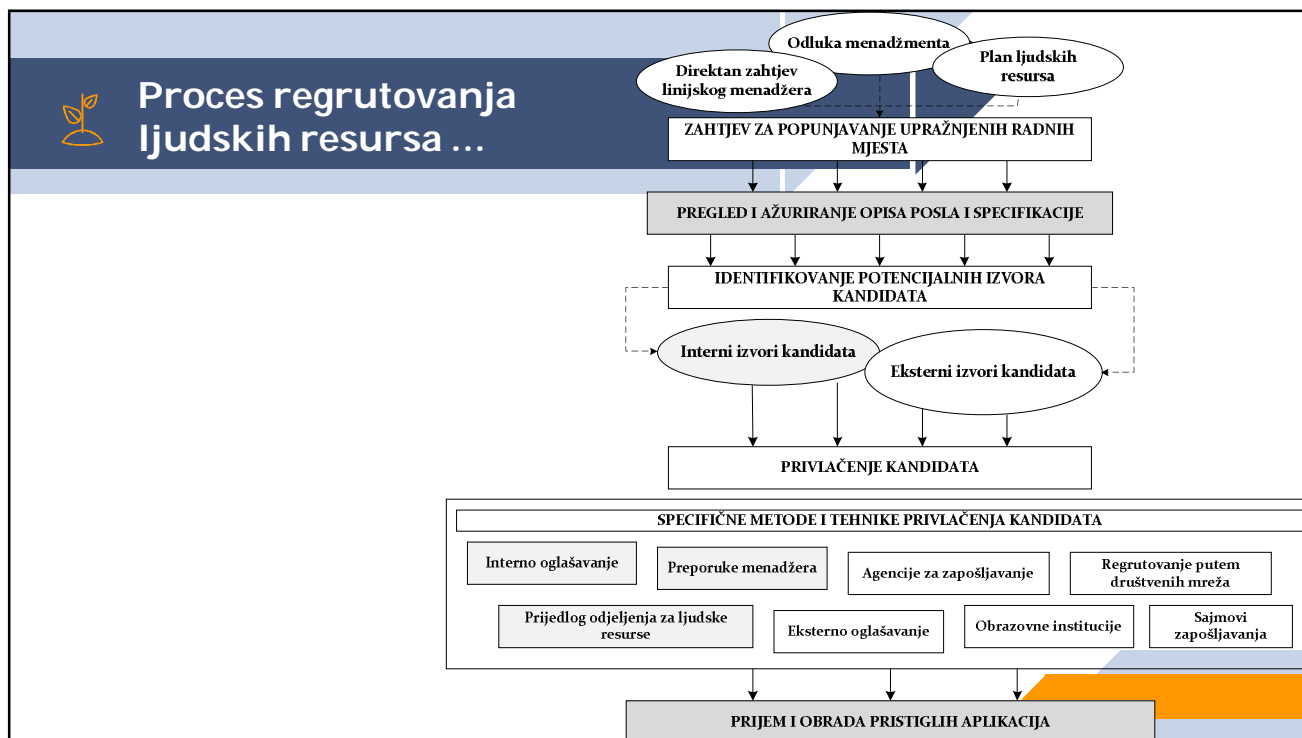 Proces regrutovanja
ljudskih resursa ...
Odluka menadžmenta
Direktan zahtjev
linijskog menadžera
Plan ljudskih
resursa
ZAHTJEV ZA POPUNJAVANJE UPRAŽNJENIH RADNIH
MJESTA
PREGLED I AŽURIRANJE OPISA POSLA I SPECIFIKACIJE
IDENTIFIKOVANJE POTENCIJALNIH IZVORA
KANDIDATA
Interni izvori kandidata
Eksterni izvori kandidata
PRIVLAČENJE KANDIDATA
SPECIFIČNE METODE I TEHNIKE PRIVLAČENJA KANDIDATA
Interno oglašavanje
Preporuke menadžera
Agencije za zapošljavanje
Regrutovanje putem
društvenih mreža
Prijedlog odjeljenja za ljudske
resurse
Eksterno oglašavanje
Obrazovne institucije
Sajmovi
zapošljavanja
PRIJEM I OBRADA PRISTIGLIH APLIKACIJA